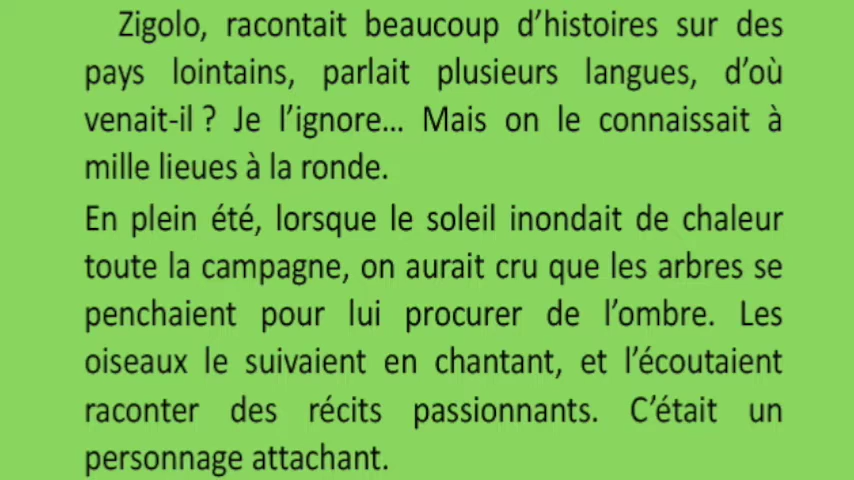 Zigolo, racontait beaucoup d’histoires sur des
pays lointains, parlait plusieurs langues, d’où
venait-il ? Je l’ignore… Mais on le connaissait à
mille lieues à la ronde.
En plein été, lorsque le soleil inondait de chaleur
toute la campagne, on aurait cru que les arbres se
penchaient pour lui procurer de l’ombre. Les
oiseaux le suivaient en chantant, et l’écoutaient
raconter des récits passionnants. C’était un
personnage attachant.